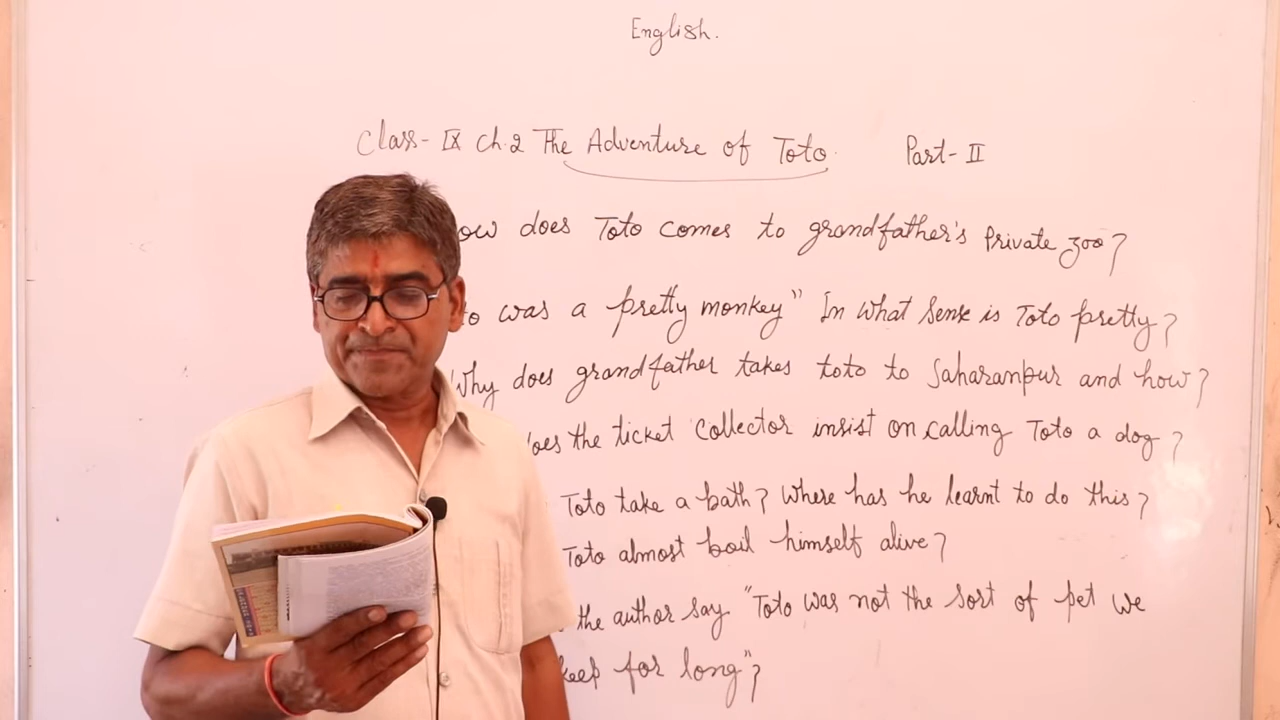 English.
Class- IX Ch.2 The Adventure of Toto. Part- II
ow does Toto comes to grandfather's Private zoo?
to was a pretty monkey" In what sense is Toto pretty?
Why does grandfather takes toto to Saharanpur and how?
oes the ticket collector insist on calling Toto a dog?
Toto take a bath? Where has he learnt to do this?
Toto almost boil himself alive?
the author say "Toto was not the sort of pet we
keep for long"?